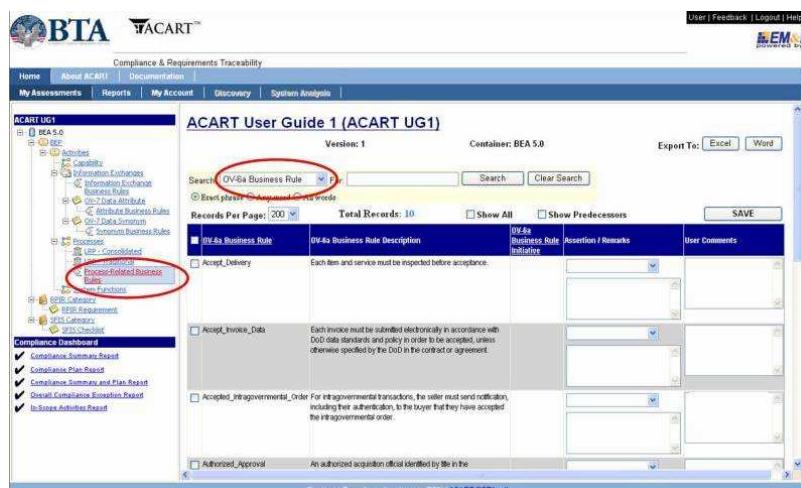 User | Feedback | Logout | Help
BTA
ACART™
EM&
powered by
Compliance & Requirements Traceability
Home
About ACART
Documentation
My Assessments
Reports
My Account
Discovery
System Analysis
ACART UG1
BEA 5.0
BEP
Activities
Capability
Information Exchanges
Information Exchange
Business Rules
OV-7 Data Attribute
Attribute Business Rules
OV-7 Data Synonym
Synonym Business Rules
Processes
LRP - Consolidated
Process-Related Business
Rules
System Functions
RFIR Category
RFIR Requirement
SFIS Category
SFIS Checklist
Compliance Dashboard
Compliance Summary Report
Compliance Plan Report
Compliance Summary and Plan Report
Overall Compliance Exception Report
In-Scope Activities Report
ACART User Guide 1 (ACART UG1)
Version: 1
Container: BEA 5.0
Export To:
Excel
Word
Search
OV-6a Business Rule
For
Search
Clear Search
Exact phrase
Any word
All words
Records Per Page: 200
Total Records: 10
Show All
Show Predecessors
SAVE
OV-6a Business Rule
OV-6a Business Rule Description
OV-6a
Business Rule
Initiative
Assertion / Remarks
User Comments
Accept_Delivery
Each item and service must be inspected before acceptance.
Accept_Invoice_Data
Each invoice must be submitted electronically in accordance with
DoD data standards and policy in order to be accepted, unless
otherwise specified by the DoD in the contract or agreement.
Accepted_Intragovernmental_Order
For intragovernmental transactions, the seller must send notification,
including their authentication, to the buyer that they have accepted
the intragovernmental order.
Authorized_Approval
An authorized acquisition official identified by title in the